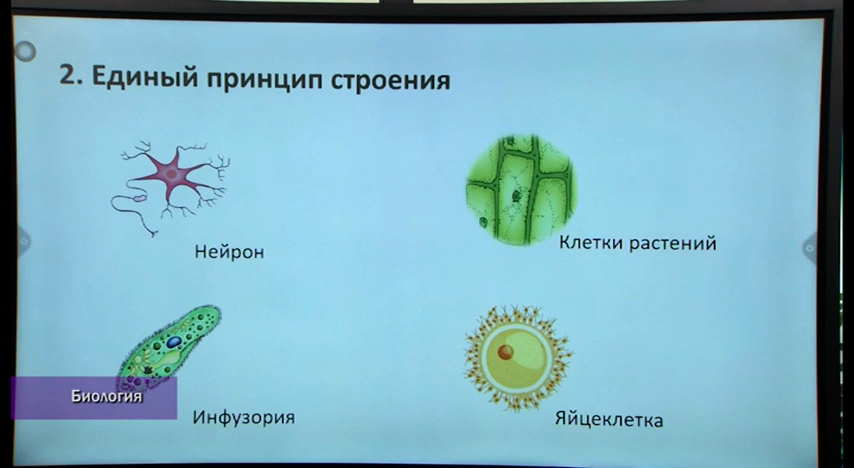 2. Единый принцип строения
Нейрон
Клетки растений
Инфузория
Яйцеклетка
Биология